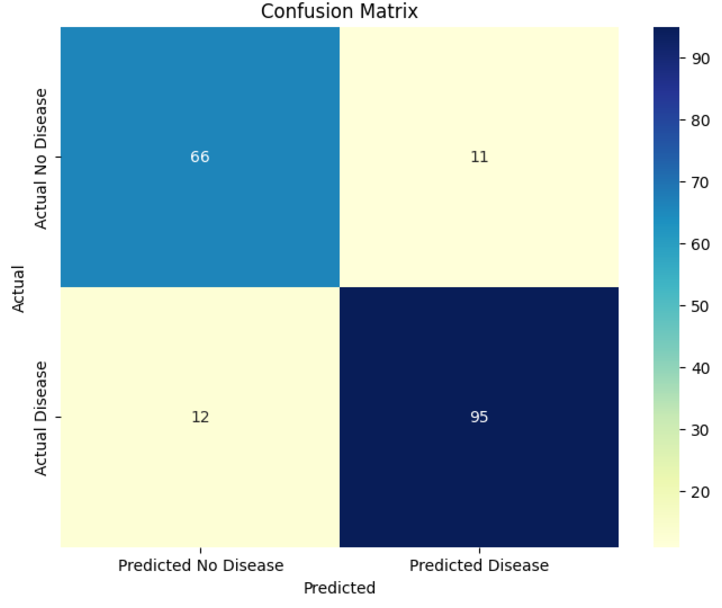 Confusion Matrix
Actual
Actual No Disease
66
11
Actual Disease
12
95
Predicted No Disease
Predicted Disease
Predicted
90
80
70
60
50
40
30
20